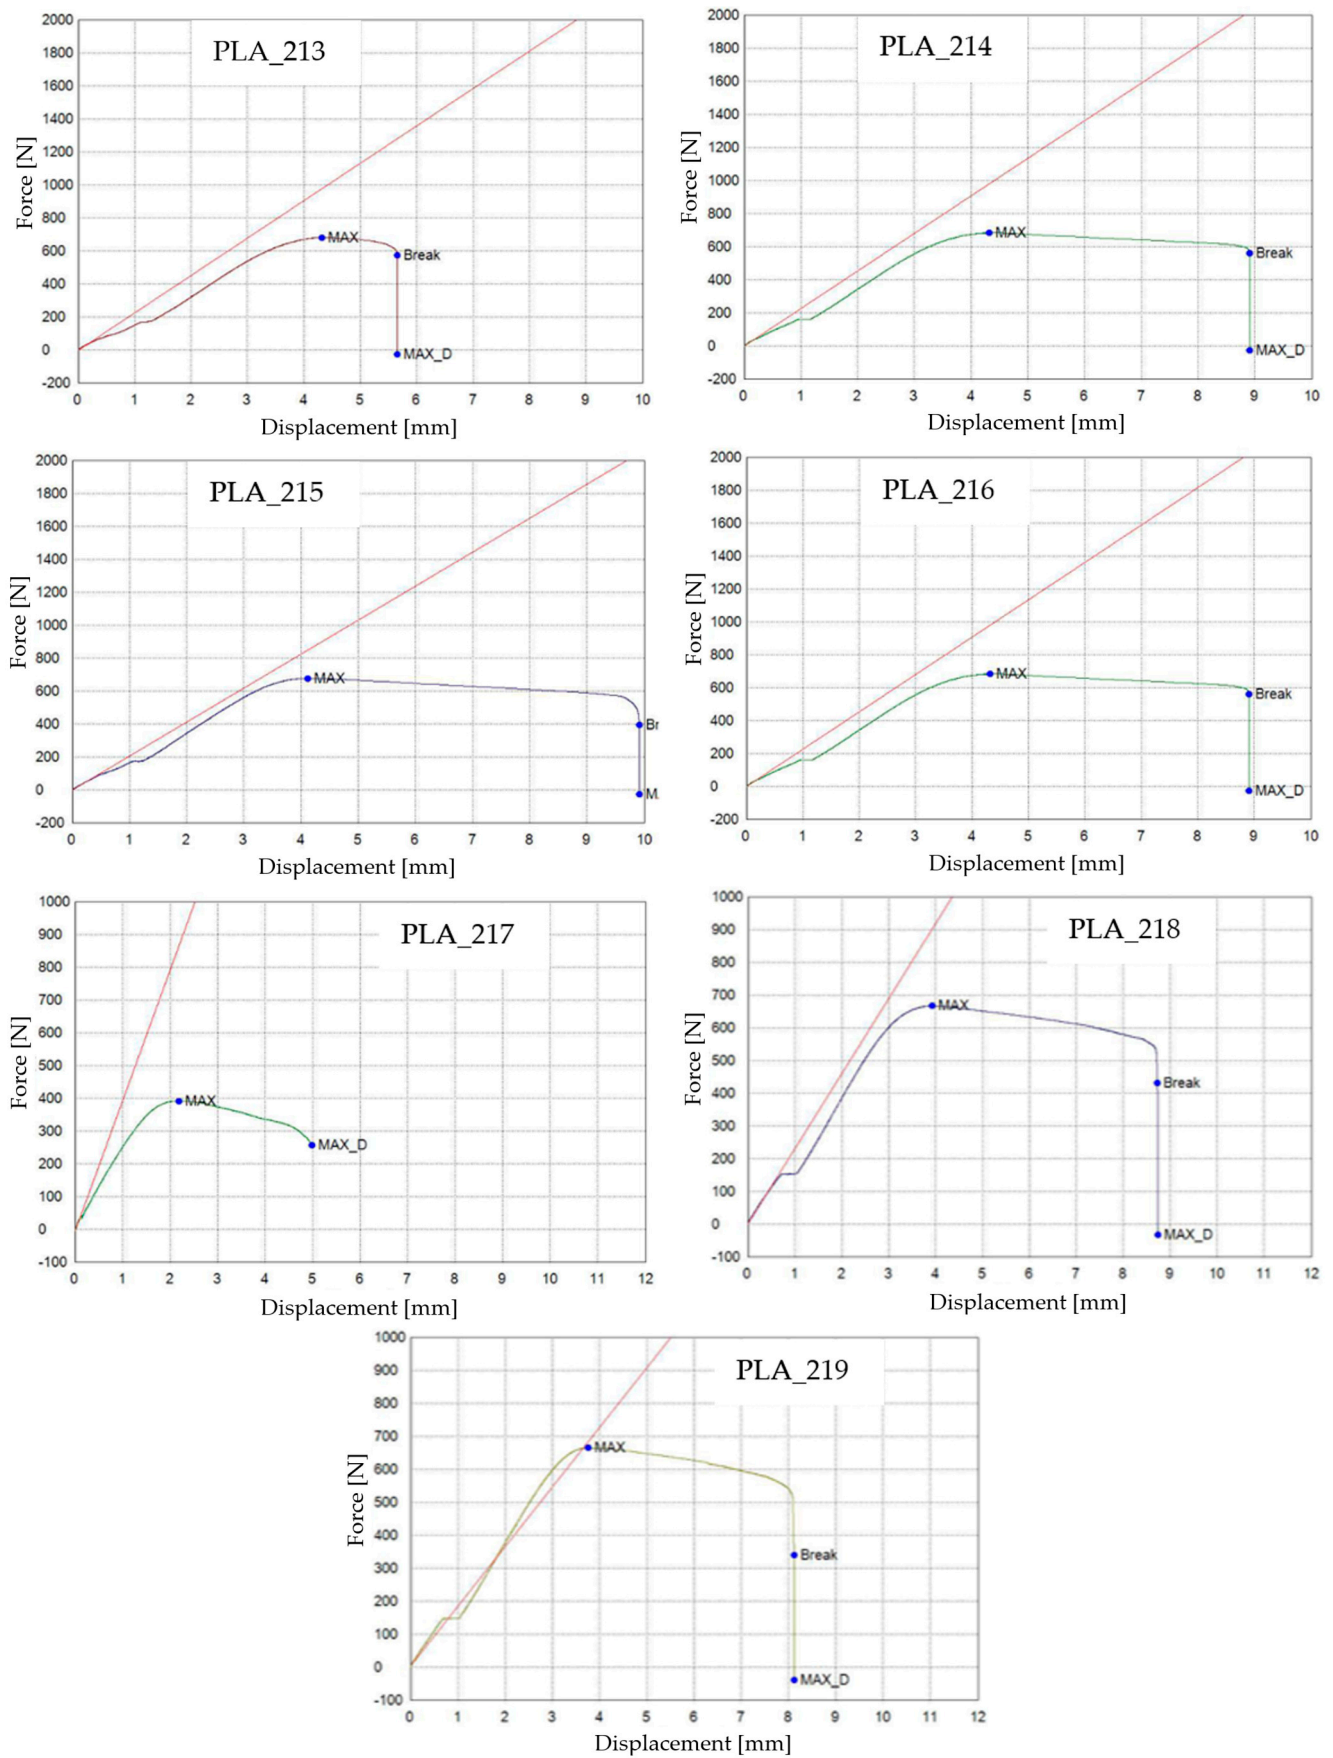 PLA_213
2000
1800
1600
1400
1200
1000
800
600
400
200
0
-200
Force [N]
MAX
Break
MAX_D
0 1 2 3 4 5 6 7 8 9 10
Displacement [mm]
PLA_214
2000
1800
1600
1400
1200
1000
800
600
400
200
0
-200
Force [N]
MAX
Break
MAX_D
0 1 2 3 4 5 6 7 8 9 10
Displacement [mm]
PLA_215
2000
1800
1600
1400
1200
1000
800
600
400
200
0
-200
Force [N]
MAX
Br
M
0 1 2 3 4 5 6 7 8 9 10
Displacement [mm]
PLA_216
2000
1800
1600
1400
1200
1000
800
600
400
200
0
-200
Force [N]
MAX
Break
MAX_D
0 1 2 3 4 5 6 7 8 9 10
Displacement [mm]
PLA_217
1000
900
800
700
600
500
400
300
200
100
0
-100
Force [N]
MAX
MAX_D
0 1 2 3 4 5 6 7 8 9 10 11 12
Displacement [mm]
PLA_218
1000
900
800
700
600
500
400
300
200
100
0
-100
Force [N]
MAX
Break
MAX_D
0 1 2 3 4 5 6 7 8 9 10 11 12
Displacement [mm]
PLA_219
1000
900
800
700
600
500
400
300
200
100
0
-100
Force [N]
MAX
Break
MAX_D
0 1 2 3 4 5 6 7 8 9 10 11 12
Displacement [mm]